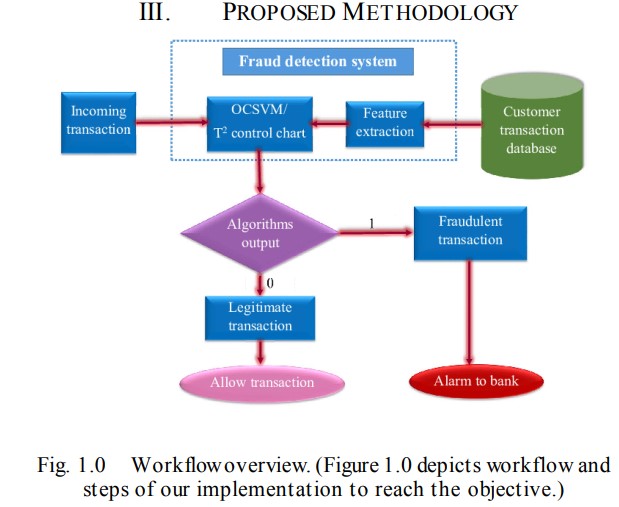 III. PROPOSED METHODOLOGY
Fraud detection system
Incoming
transaction
OCSVM/
T² control chart
Feature
extraction
Customer
transaction
database
Algorithms
output
1
Fraudulent
transaction
0
Legitimate
transaction
Allow transaction
Alarm to bank
Fig. 1.0 Workflow overview. (Figure 1.0 depicts workflow and
steps of our implementation to reach the objective.)